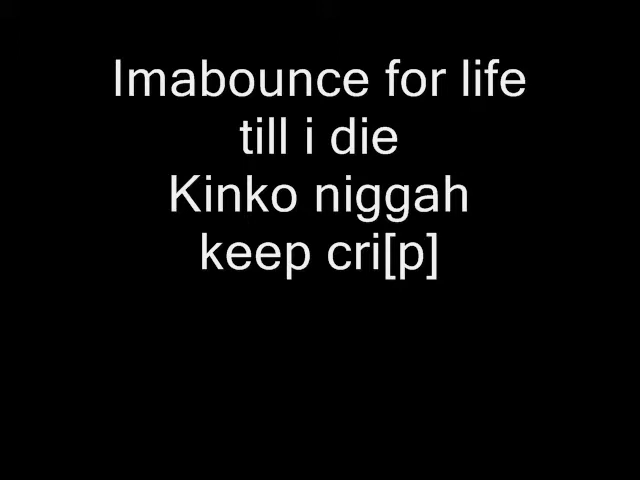 Imabounce for life
till i die
Kinko niggah
keep cri[p]